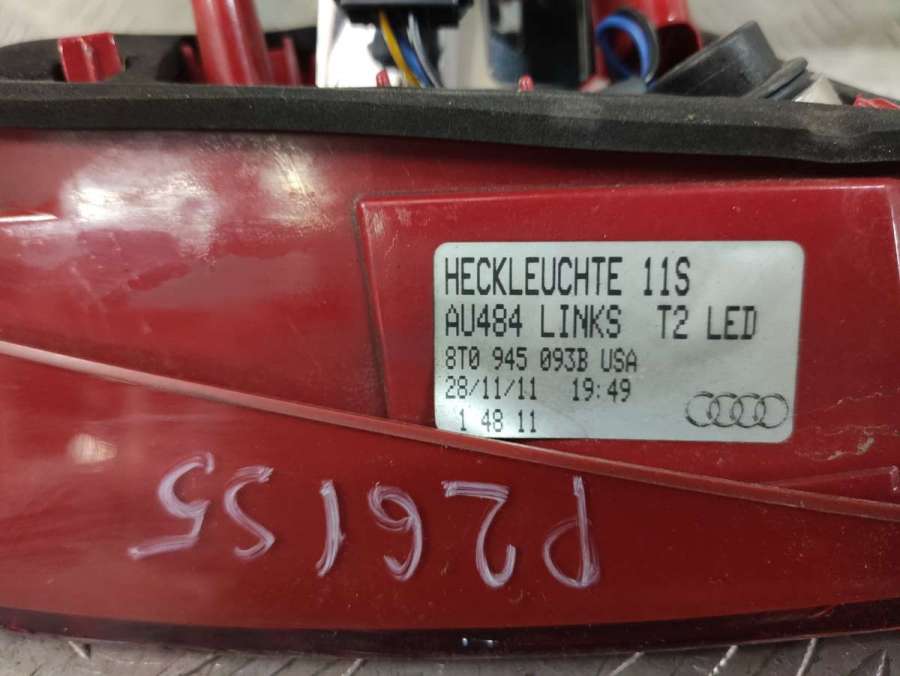 HECKLEUCHTE 11S
AU484 LINKS T2 LED
8T0 945 093B USA
28/11/11 19:49
1 48 11
P26155